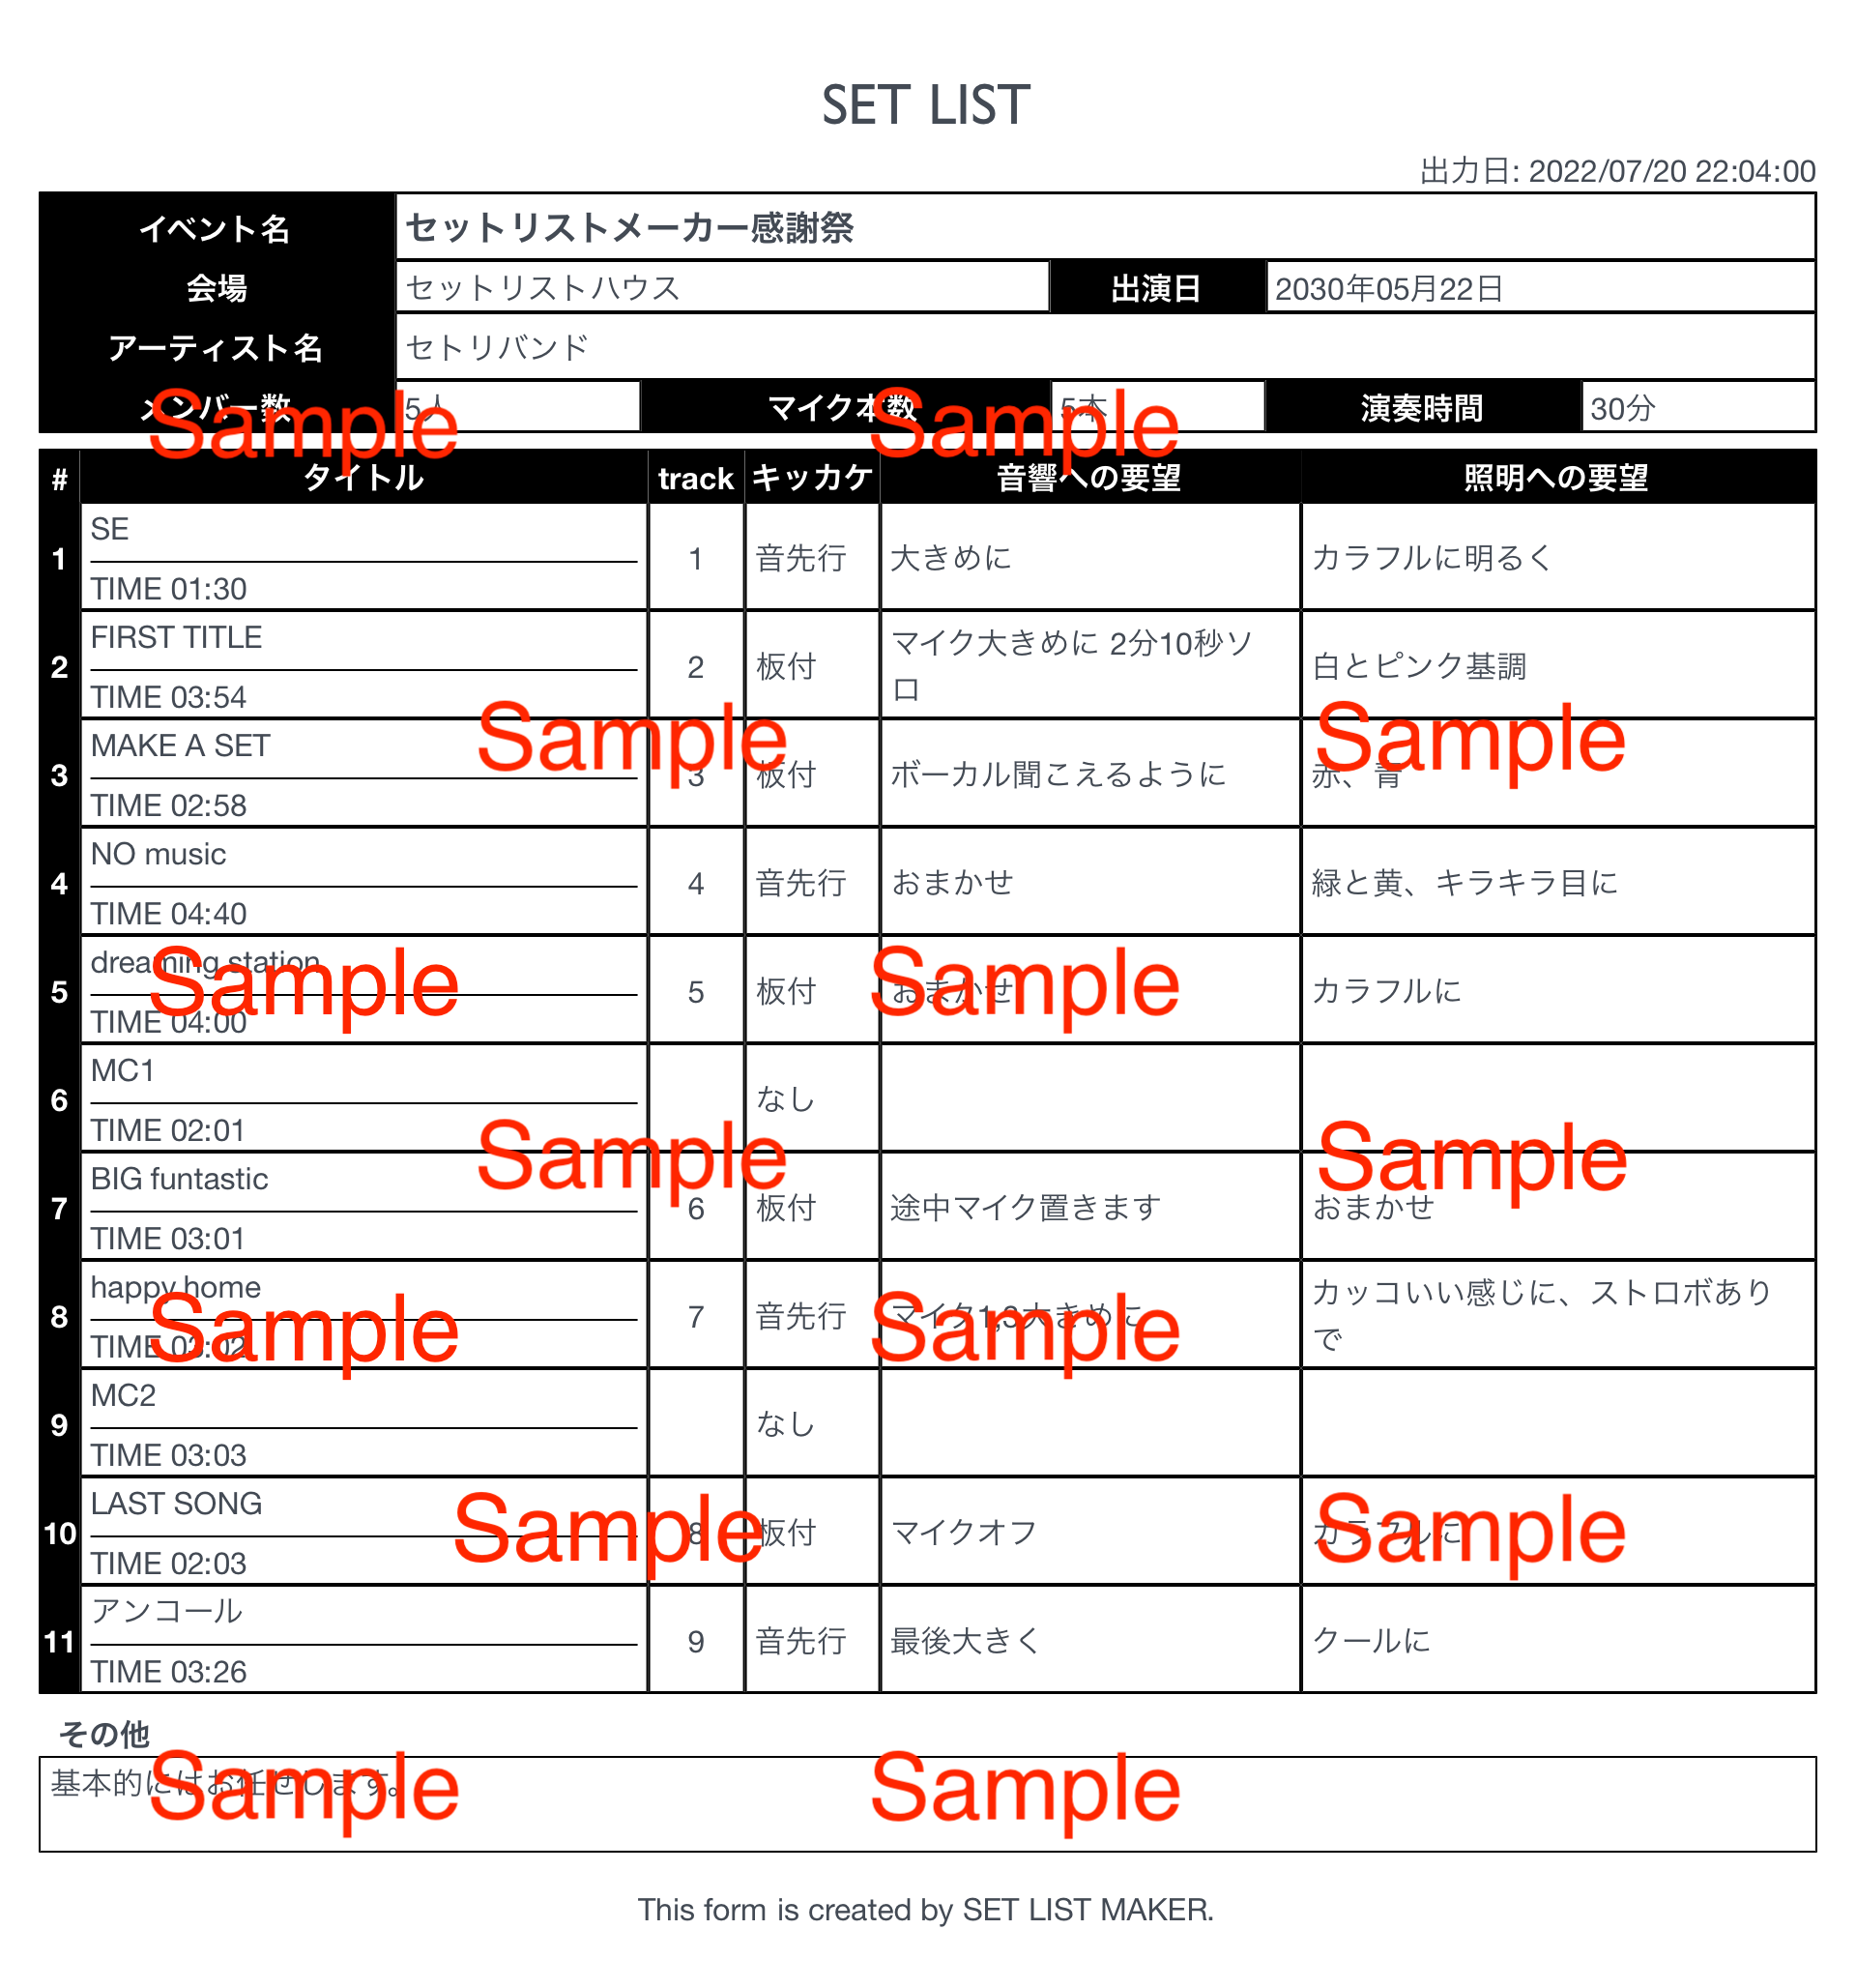 SET LIST
出力日: 2022/07/20 22:04:00
イベント名 セットリストメーカー感謝祭
会場 セットリストハウス 出演日 2030年05月22日
アーティスト名 セトリバンド
メンバー数 5人 マイク本数 5本 演奏時間 30分
# タイトル track キッカケ 音響への要望 照明への要望
1 SE 1 音先行 大きめに カラフルに明るく
TIME 01:30
2 FIRST TITLE 2 板付 マイク大きめに 2分10秒ソ
ロ 白とピンク基調
TIME 03:54
3 MAKE A SET 3 板付 ボーカル聞こえるように 赤、青
TIME 02:58
4 NO music 4 音先行 おまかせ 緑と黄、キラキラ目に
TIME 04:40
5 dreaming station 5 板付 おまかせ カラフルに
TIME 04:00
6 MC1 なし
TIME 02:01
7 BIG funtastic 6 板付 途中マイク置きます おまかせ
TIME 03:01
8 happy home 7 音先行 マイク1,3大きめに カッコいい感じに、ストロボあり
で
TIME 03:02
9 MC2 なし
TIME 03:03
10 LAST SONG 8 板付 マイクオフ カラフルに
TIME 02:03
11 アンコール 9 音先行 最後大きく クールに
TIME 03:26
その他
基本的にはお任せします。
This form is created by SET LIST MAKER.
Sample
Sample
Sample
Sample
Sample
Sample
Sample
Sample
Sample
Sample
Sample
Sample
Sample
Sample